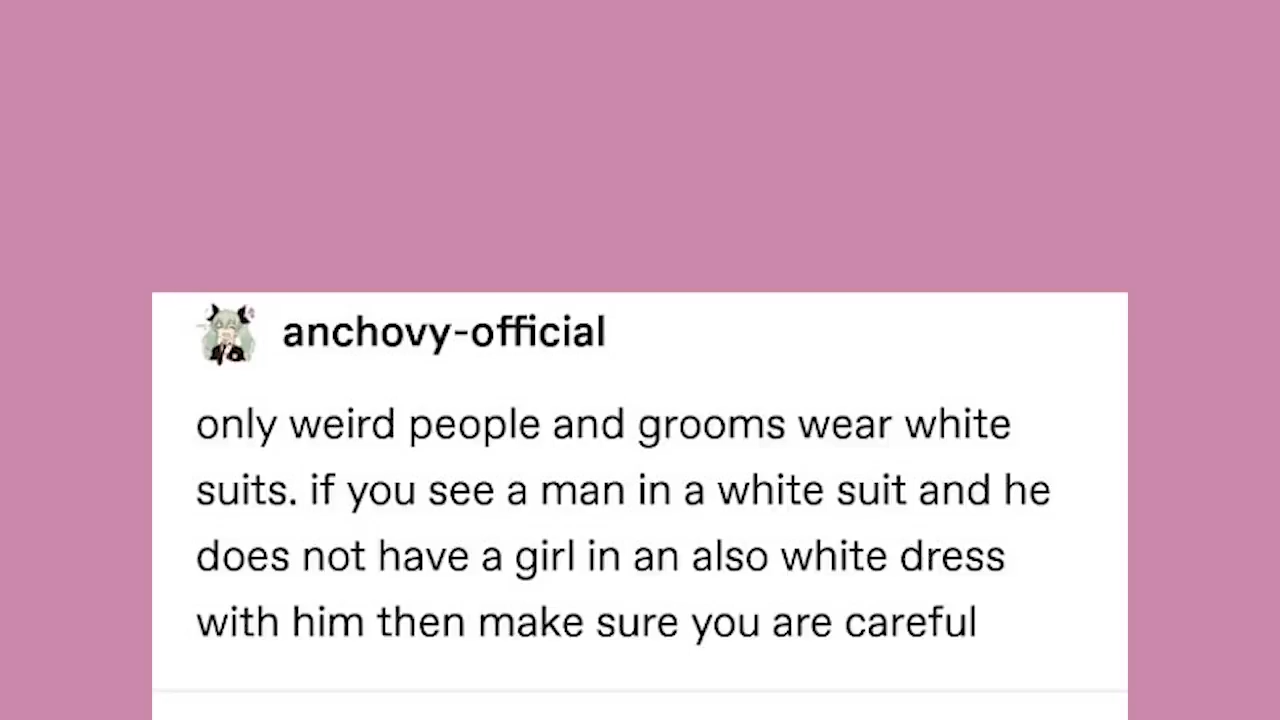 anchovy-official
only weird people and grooms wear white
suits. if you see a man in a white suit and he
does not have a girl in an also white dress
with him then make sure you are careful